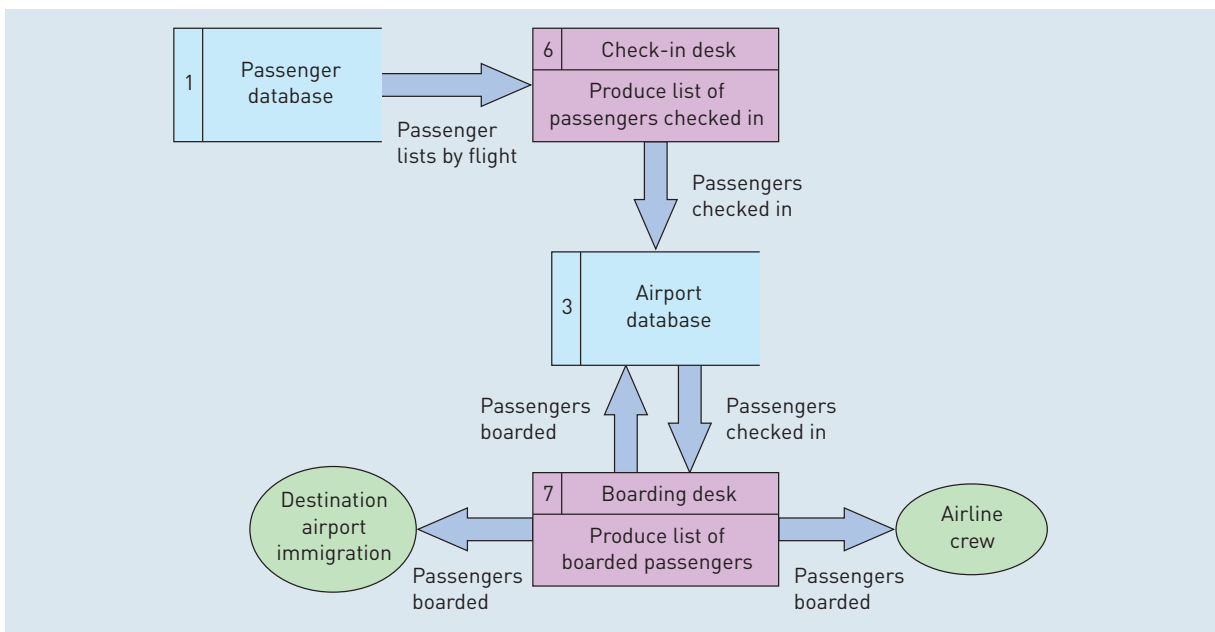 1
Passenger
database
Passenger
lists by flight
6
Check-in desk
Produce list of
passengers checked in
Passengers
checked in
3
Airport
database
Passengers
boarded
Passengers
checked in
Destination
airport
immigration
Passengers
boarded
7
Boarding desk
Produce list of
boarded passengers
Passengers
boarded
Airline
crew